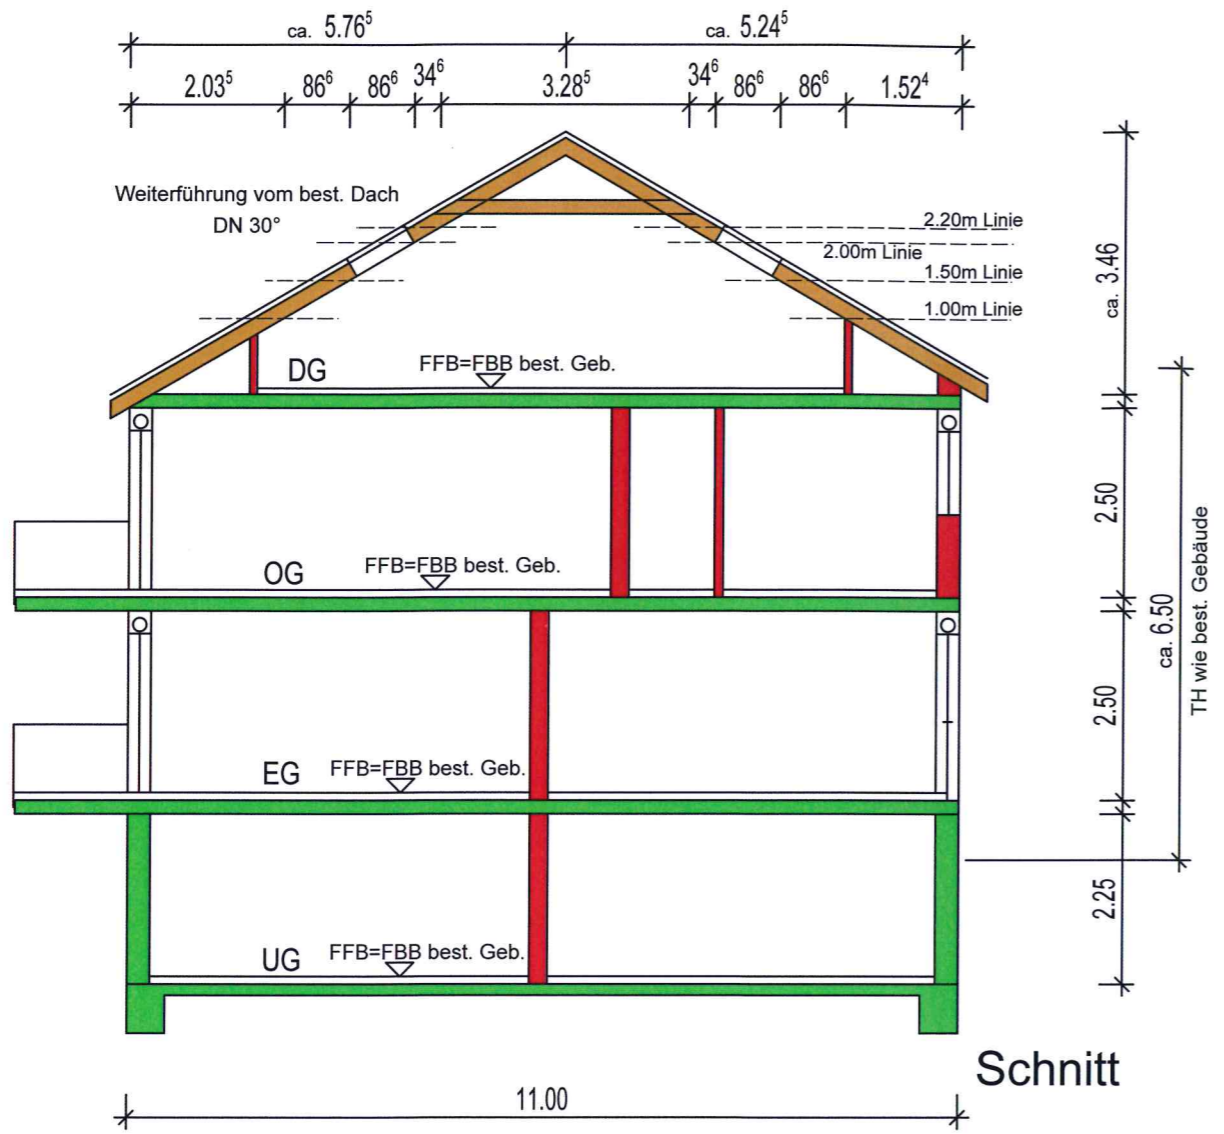 ca. 5.76⁵ ca. 5.24⁵
2.03⁵ 86⁶ 86⁶ 34⁶ 3.28⁵ 34⁶ 86⁶ 86⁶ 1.52⁴
Weiterführung vom best. Dach
DN 30°
2.20m Linie
2.00m Linie
1.50m Linie
1.00m Linie
ca. 3.46
DG FFB=FBB best. Geb.
2.50
OG FFB=FBB best. Geb.
ca. 6.50
TH wie best. Gebäude
2.50
EG FFB=FBB best. Geb.
2.25
UG FFB=FBB best. Geb.
Schnitt
11.00